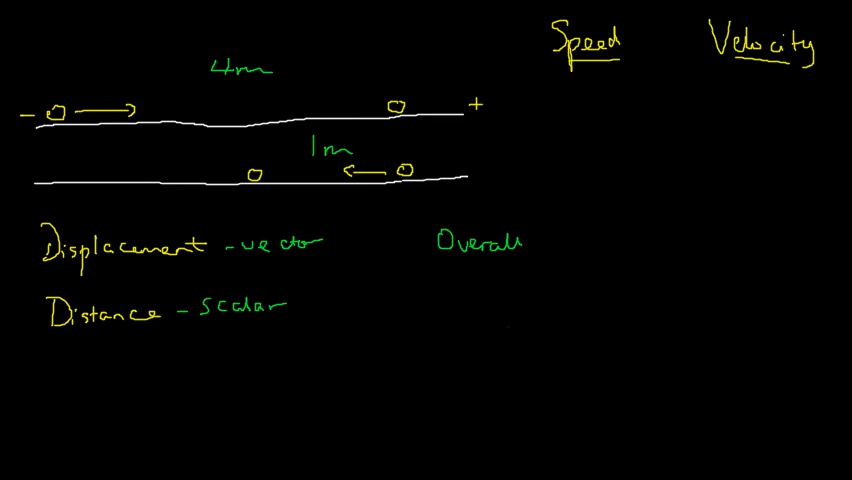 Speed Velocity
4m
- +
1m
Displacement - vector Overall
Distance - scalar